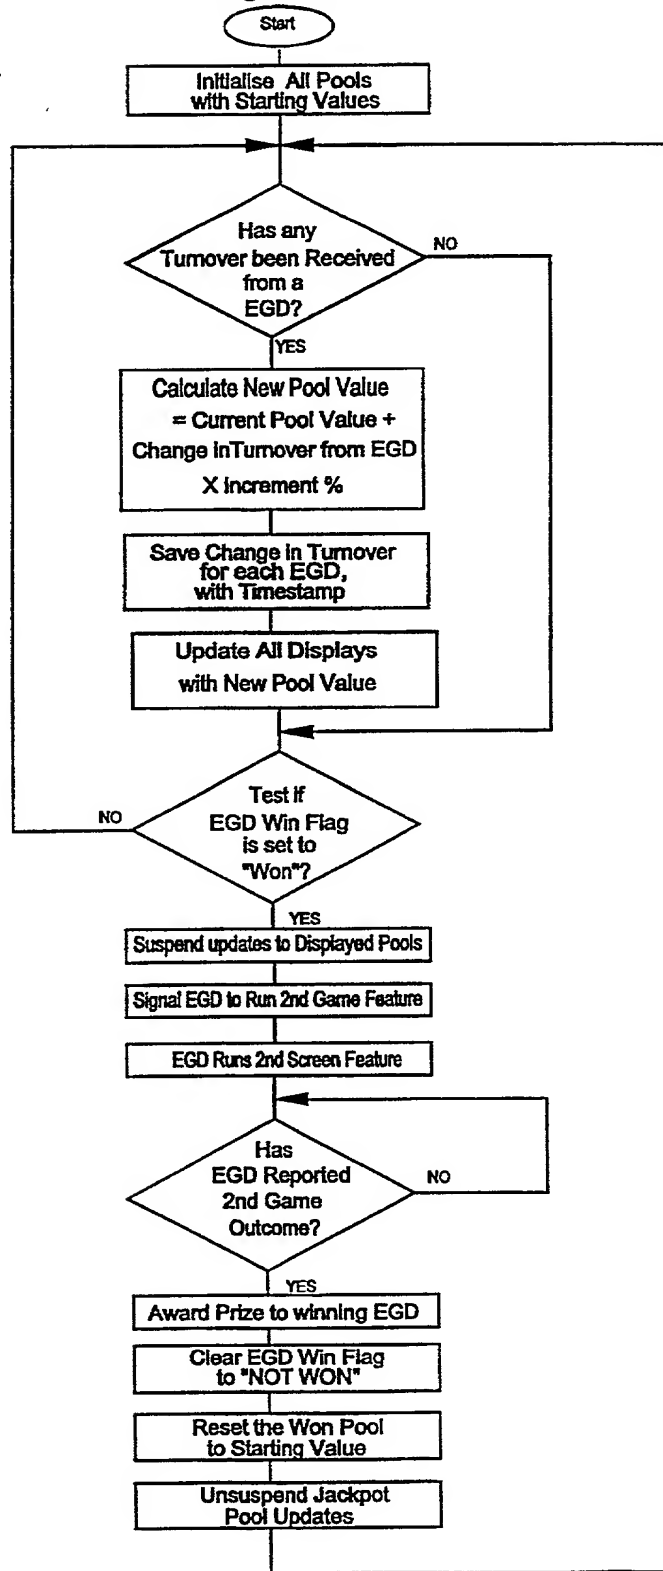 Start
Initialise All Pools
with Starting Values
Has any
Turnover been Received
from a
EGD?
NO
YES
Calculate New Pool Value
= Current Pool Value +
Change inTurnover from EGD
X Increment %
Save Change in Turnover
for each EGD,
with Timestamp
Update All Displays
with New Pool Value
Test if
EGD Win Flag
is set to
"Won"?
NO
YES
Suspend updates to Displayed Pools
Signal EGD to Run 2nd Game Feature
EGD Runs 2nd Screen Feature
Has
EGD Reported
2nd Game
Outcome?
NO
YES
Award Prize to winning EGD
Clear EGD Win Flag
to "NOT WON"
Reset the Won Pool
to Starting Value
Unsuspend Jackpot
Pool Updates